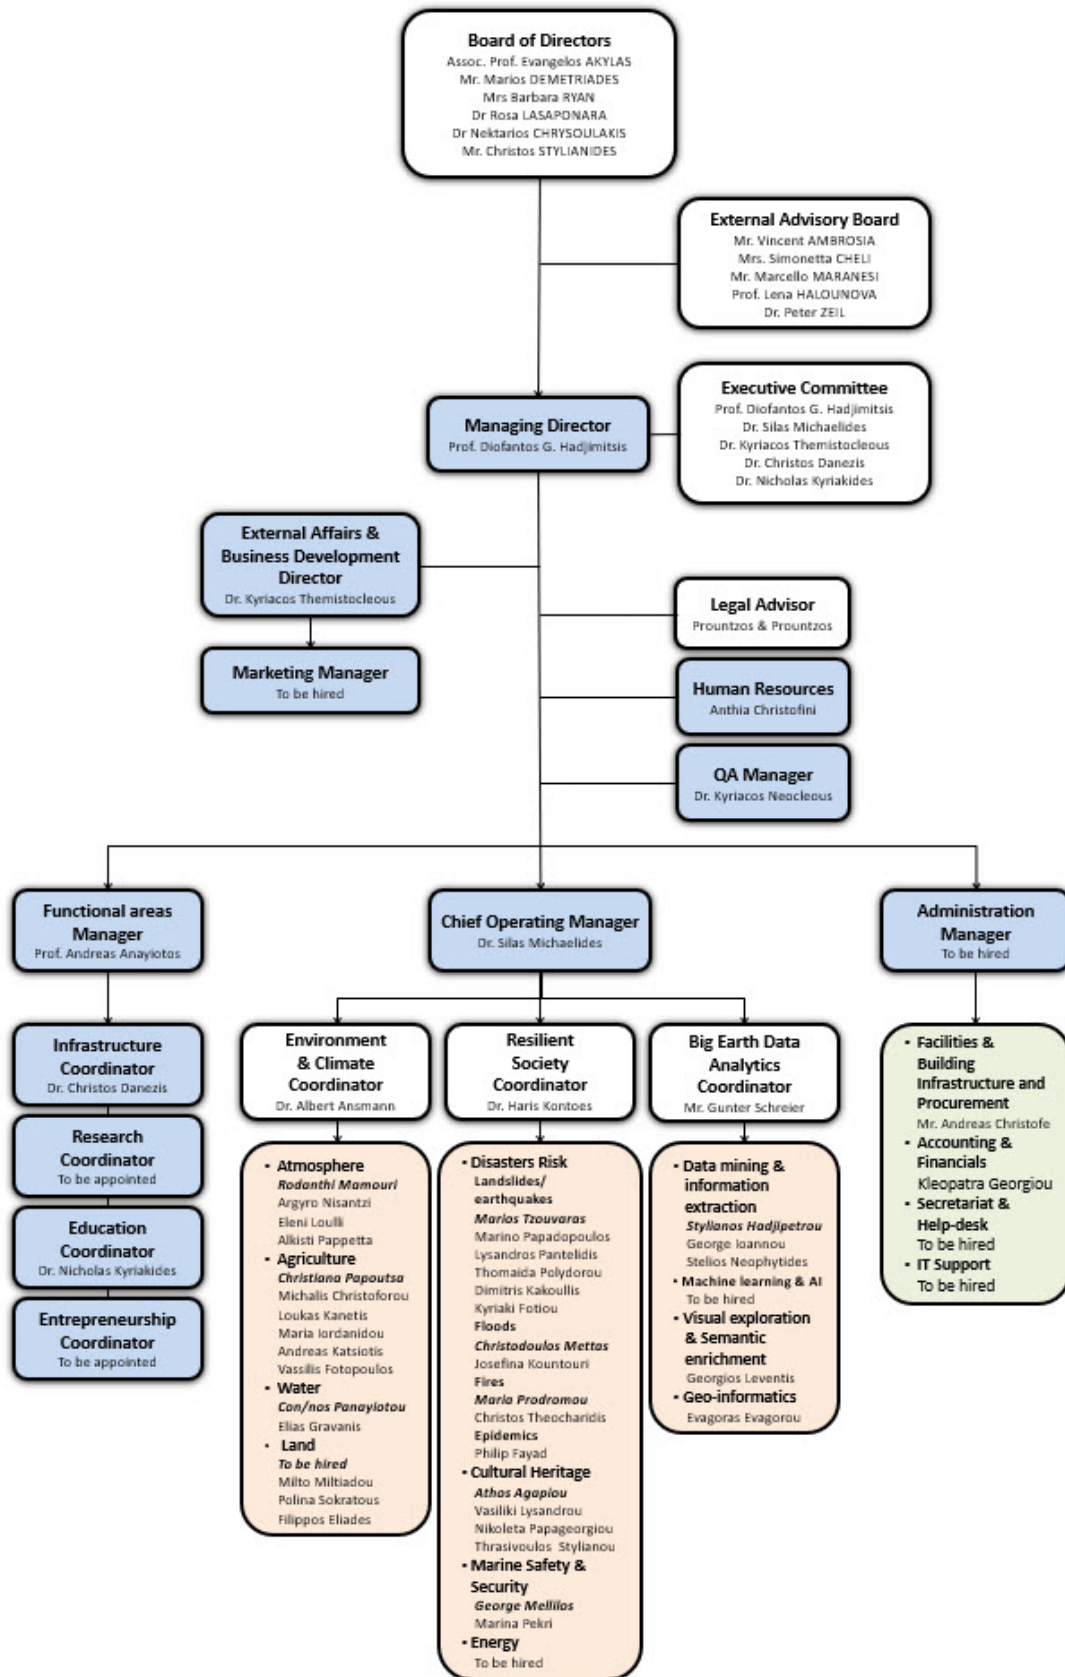 Board of Directors
Assoc. Prof. Evangelos AKYLAS
Mr. Marios DEMETRIADES
Mrs Barbara RYAN
Dr Rosa LASAPONARA
Dr Nektarios CHRYSOULAKIS
Mr. Christos STYLIANIDES
External Advisory Board
Mr. Vincent AMBROSIA
Mrs. Simonetta CHELI
Mr. Marcello MARANESI
Prof. Lena HALOUNOVA
Dr. Peter ZEIL
Executive Committee
Prof. Diofantos G. Hadjimitsis
Dr. Silas Michaelides
Dr. Kyriacos Themistocleous
Dr. Christos Danezis
Dr. Nicholas Kyriakides
Managing Director
Prof. Diofantos G. Hadjimitsis
External Affairs &
Business Development
Director
Dr. Kyriacos Themistocleous
Marketing Manager
To be hired
Legal Advisor
Prountzos & Prountzos
Human Resources
Anthia Christofini
QA Manager
Dr. Kyriacos Neocleous
Functional areas
Manager
Prof. Andreas Anayiotos
Chief Operating Manager
Dr. Silas Michaelides
Administration
Manager
To be hired
Infrastructure
Coordinator
Dr. Christos Danezis
Research
Coordinator
To be appointed
Education
Coordinator
Dr. Nicholas Kyriakides
Entrepreneurship
Coordinator
To be appointed
Environment
& Climate
Coordinator
Dr. Albert Ansmann
• Atmosphere
Rodanthi Mamouri
Argyro Nisantzi
Eleni Loulli
Alkisti Pappetta
• Agriculture
Christiana Papoutsa
Michalis Christoforou
Loukas Kanetis
Maria Iordanidou
Andreas Katsiotis
Vassilis Fotopoulos
• Water
Con/nos Panayiotou
Elias Gravanis
• Land
To be hired
Milto Miltiadou
Polina Sokratous
Filippos Eliades
Resilient
Society
Coordinator
Dr. Haris Kontoes
• Disasters Risk
Landslides/
earthquakes
Marios Tzouvaras
Marino Papadopoulos
Lysandros Pantelidis
Thomaida Polydorou
Dimitris Kakoullis
Kyriaki Fotiou
Floods
Christodoulos Mettas
Josefina Kountouri
Fires
Maria Prodromou
Christos Theocharidis
Epidemics
Philip Fayad
• Cultural Heritage
Athos Agapiou
Vasiliki Lysandrou
Nikoleta Papageorgiou
Thrasivoulos Stylianou
• Marine Safety &
Security
George Melillos
Marina Pekri
• Energy
To be hired
Big Earth Data
Analytics
Coordinator
Mr. Gunter Schreier
• Data mining &
information
extraction
Stylianos Hadjipetrou
George Ioannou
Stelios Neophytides
• Machine learning & AI
To be hired
• Visual exploration
& Semantic
enrichment
Georgios Leventis
• Geo-informatics
Evagoras Evagorou
• Facilities &
Building
Infrastructure and
Procurement
Mr. Andreas Christofe
• Accounting &
Financials
Kleopatra Georgiou
• Secretariat &
Help-desk
To be hired
• IT Support
To be hired